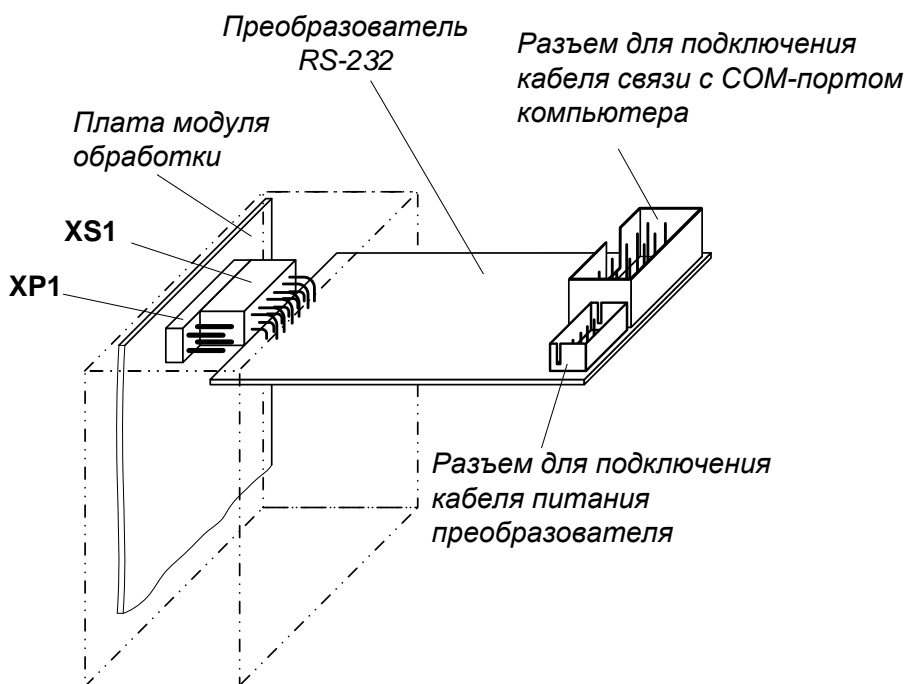 Преобразователь
RS-232
Разъем для подключения
кабеля связи с COM-портом
компьютера
Плата модуля
обработки
XS1
XP1
Разъем для подключения
кабеля питания
преобразователя